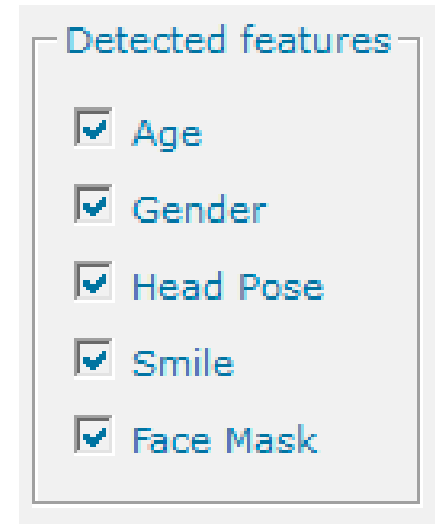 Detected features
Age
Gender
Head Pose
Smile
Face Mask